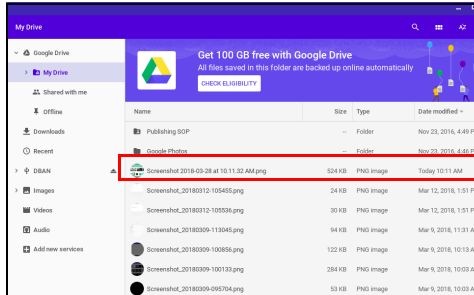 My Drive
AZ
Google Drive
My Drive
Shared with me
Offline
Downloads
Recent
DBAN
Images
Videos
Audio
Add new services
Get 100 GB free with Google Drive
All files saved in this folder are backed up online automatically
CHECK ELIGIBILITY
Name Size Type Date modified
Publishing SOP -- Folder Nov 23, 2016, 4:49 P
Google Photos -- Folder Nov 23, 2016, 4:46 P
Screenshot 2018-03-28 at 10.11.32 AM.png 524 KB PNG image Today 10:11 AM
Screenshot_20180312-105455.png 24 KB PNG image Mar 12, 2018, 1:51 P
Screenshot_20180312-105536.png 30 KB PNG image Mar 12, 2018, 1:51 P
Screenshot_20180309-113045.png 94 KB PNG image Mar 9, 2018, 11:31 A
Screenshot_20180309-100856.png 122 KB PNG image Mar 9, 2018, 10:13 A
Screenshot_20180309-100133.png 284 KB PNG image Mar 9, 2018, 10:03 A
Screenshot_20180309-095704.png 53 KB PNG image Mar 9, 2018, 10:03 A